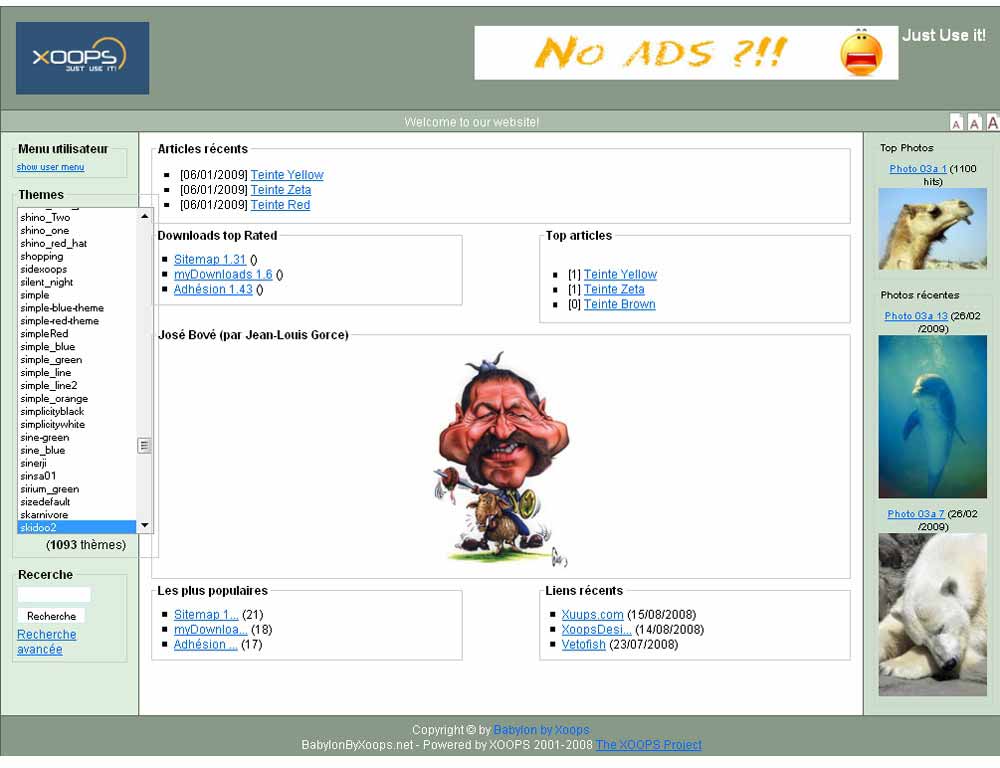 XOOPS
JUST USE IT!
No ADS ?!!
Just Use it!
Welcome to our website!
A A A
Menu utilisateur
show user menu
Themes
shino_Two
shino_one
shino_red_hat
shopping
sidexoops
silent_night
simple
simple-blue-theme
simple-red-theme
simpleRed
simple_blue
simple_green
simple_line
simple_line2
simple_orange
simplicityblack
simplicitywhite
sine-green
sine_blue
sinerji
sinsa01
sirium_green
sizedefault
skarnivore
skidoo2
(1093 thèmes)
Recerche
Recherche
Recherche
avancée
Articles récents
[06/01/2009] Teinte Yellow
[06/01/2009] Teinte Zeta
[06/01/2009] Teinte Red
Downloads top Rated
Sitemap 1.31 ()
myDownloads 1.6 ()
Adhésion 1.43 ()
Top articles
[1] Teinte Yellow
[1] Teinte Zeta
[0] Teinte Brown
José Bové (par Jean-Louis Gorce)
Les plus populaires
Sitemap 1... (21)
myDownloa... (18)
Adhésion ... (17)
Liens récents
Xuups.com (15/08/2008)
XoopsDesi... (14/08/2008)
Vetofish (23/07/2008)
Top Photos
Photo 03a 1 (1100
hits)
Photos récentes
Photo 03a 13 (26/02
/2009)
Photo 03a 7 (26/02
/2009)
Copyright © by Babylon by Xoops
BabylonByXoops.net - Powered by XOOPS 2001-2008 The XOOPS Project